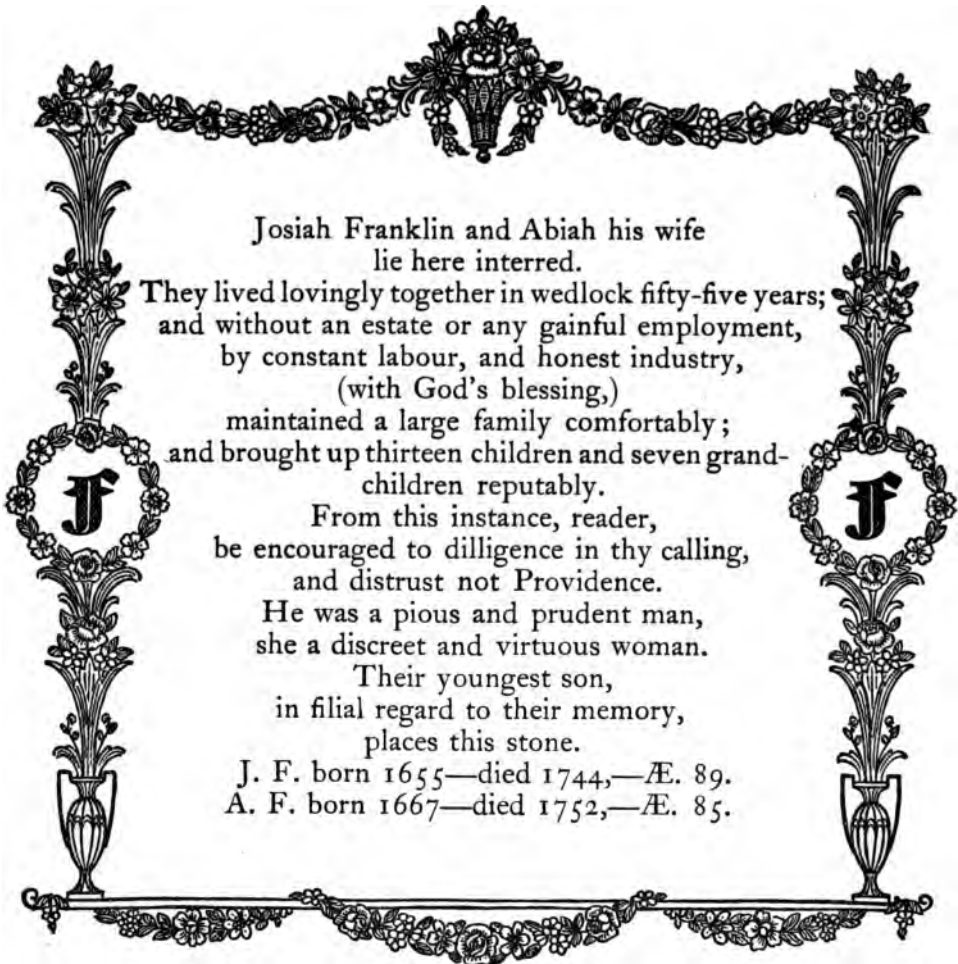 Josiah Franklin and Abiah his wife
lie here interred.
They lived lovingly together in wedlock fifty-five years;
and without an estate or any gainful employment,
by constant labour, and honest industry,
(with God's blessing,)
maintained a large family comfortably;
and brought up thirteen children and seven grand-
children reputably.
F F
From this instance, reader,
be encouraged to dilligence in thy calling,
and distrust not Providence.
He was a pious and prudent man,
she a discreet and virtuous woman.
Their youngest son,
in filial regard to their memory,
places this stone.
J. F. born 1655—died 1744,—Æ. 89.
A. F. born 1667—died 1752,—Æ. 85.